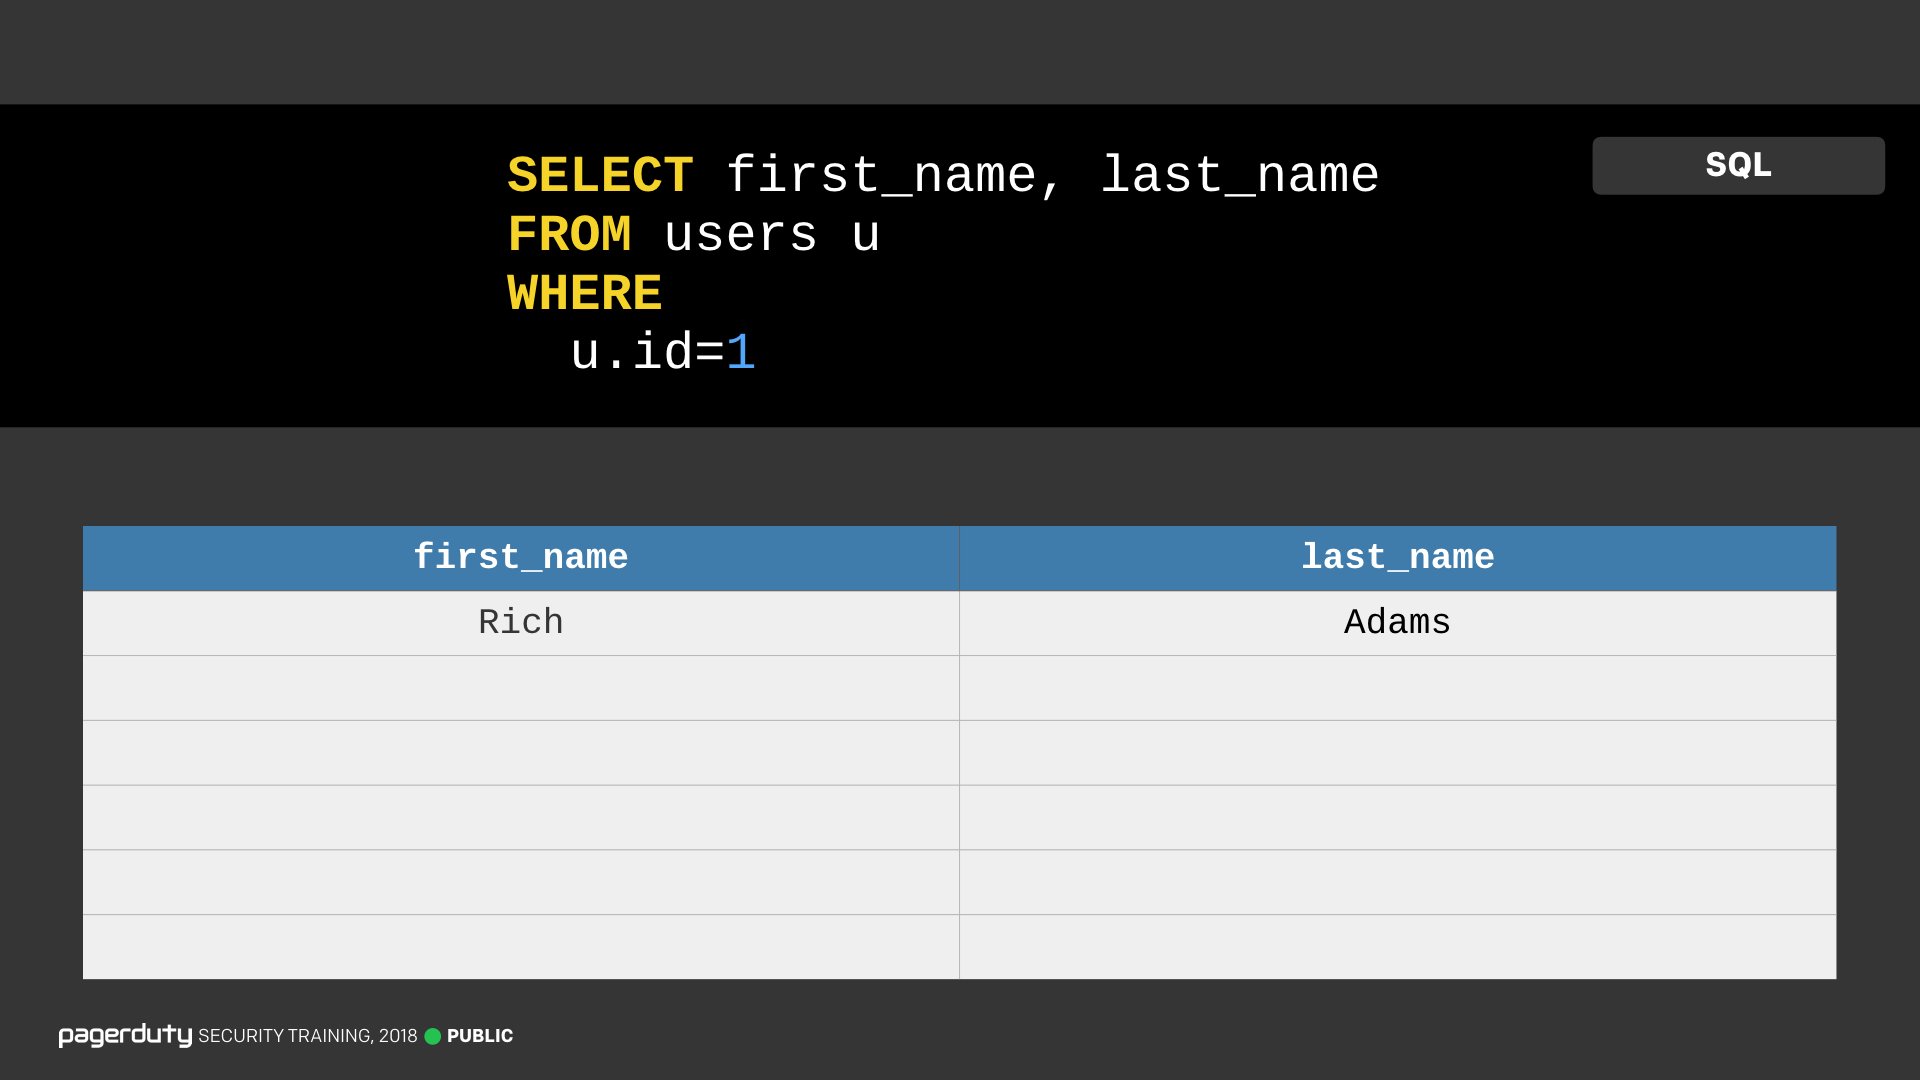 SELECT first_name, last_name
FROM users u
WHERE
  u.id=1
SQL
first_name last_name
Rich Adams
pagerduty SECURITY TRAINING, 2018 PUBLIC